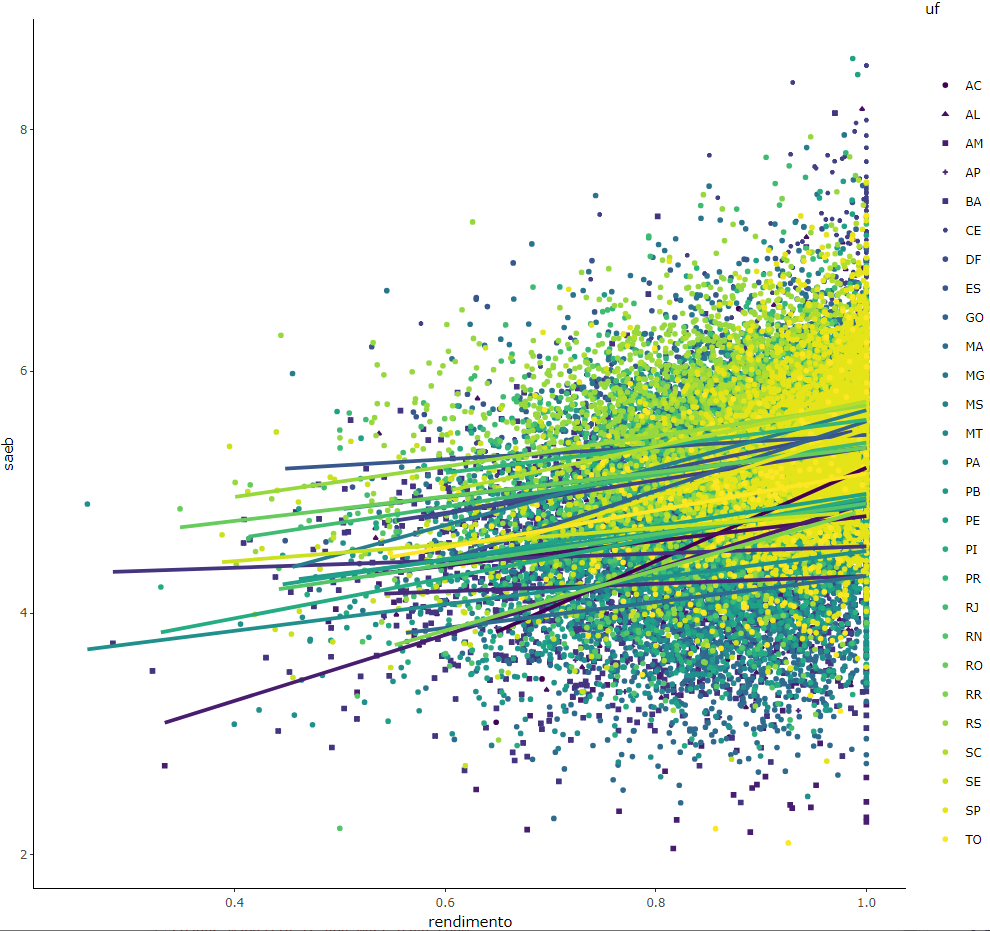 uf
AC
AL
AM
AP
BA
CE
DF
ES
GO
MA
MG
MS
MT
PA
PB
PE
PI
PR
RJ
RN
RO
RR
RS
SC
SE
SP
TO
saeb
8
6
4
2
0.4 0.6 0.8 1.0
rendimento